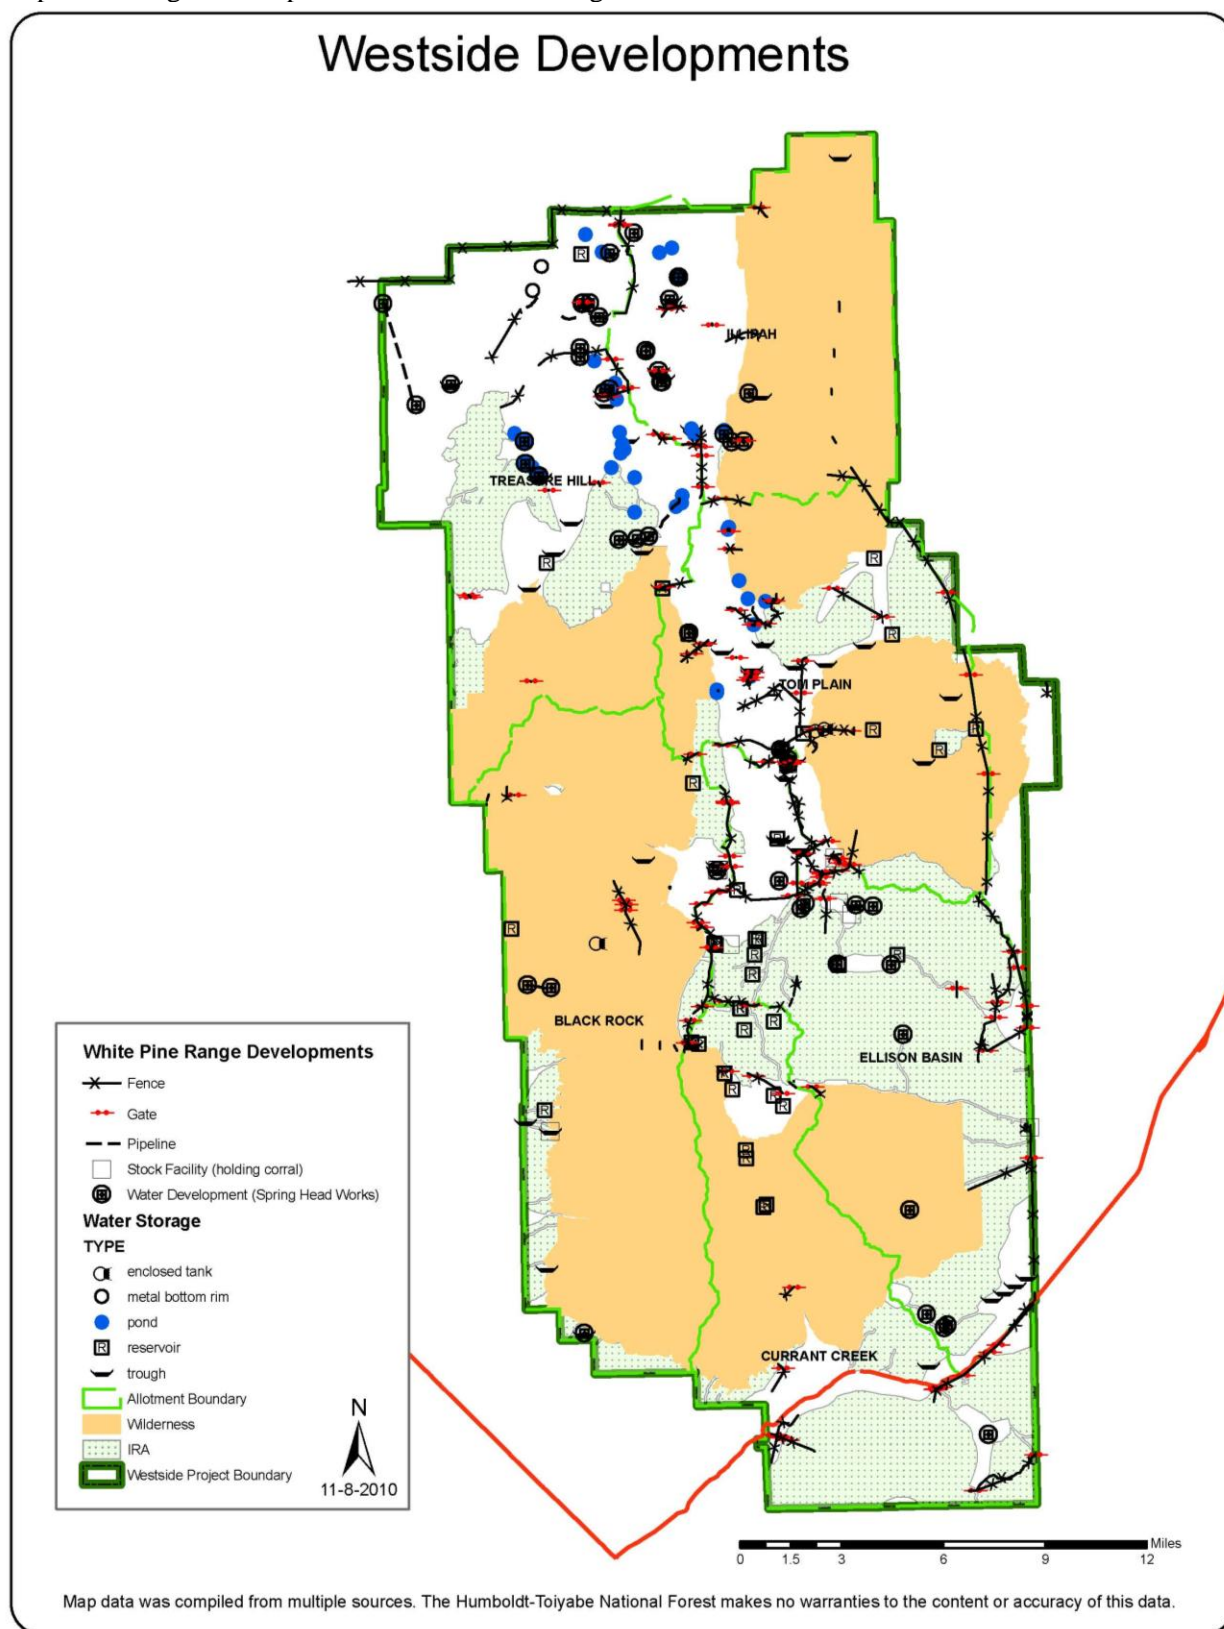 Westside Developments
ILLIPAH
TREASURE HILL
TOM PLAIN
BLACK ROCK
ELLISON BASIN
CURRANT CREEK
White Pine Range Developments
Fence
Gate
Pipeline
Stock Facility (holding corral)
Water Development (Spring Head Works)
Water Storage
TYPE
enclosed tank
metal bottom rim
pond
R reservoir
trough
Allotment Boundary
Wilderness
IRA
Westside Project Boundary
N
11-8-2010
Miles
0 1.5 3 6 9 12
Map data was compiled from multiple sources. The Humboldt-Toiyabe National Forest makes no warranties to the content or accuracy of this data.